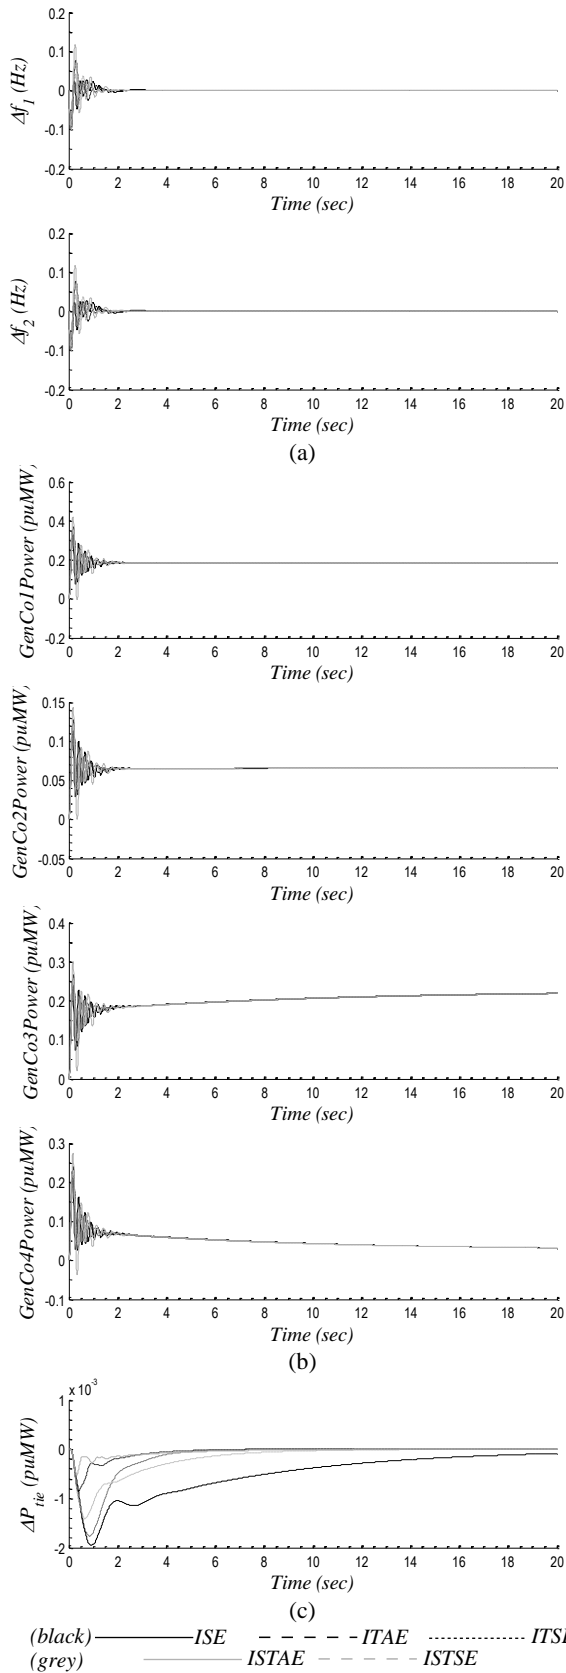 0.2
0.1
0
-0.1
-0.2
Δf1 (Hz)
0 2 4 6 8 10 12 14 16 18 20
Time (sec)
0.2
0.1
0
-0.1
-0.2
Δf2 (Hz)
0 2 4 6 8 10 12 14 16 18 20
Time (sec)
(a)
0.6
0.4
0.2
0
-0.2
GenCo1Power (puMW)
0 2 4 6 8 10 12 14 16 18 20
Time (sec)
0.15
0.1
0.05
0
-0.05
GenCo2Power (puMW)
0 2 4 6 8 10 12 14 16 18 20
Time (sec)
0.4
0.3
0.2
0.1
0
GenCo3Power (puMW)
0 2 4 6 8 10 12 14 16 18 20
Time (sec)
0.3
0.2
0.1
0
-0.1
GenCo4Power (puMW)
0 2 4 6 8 10 12 14 16 18 20
Time (sec)
(b)
x 10-3
1
0
-1
-2
ΔPtie (puMW)
0 2 4 6 8 10 12 14 16 18 20
Time (sec)
(c)
(black) ISE ITAE
(grey) ISTAE ISTSE